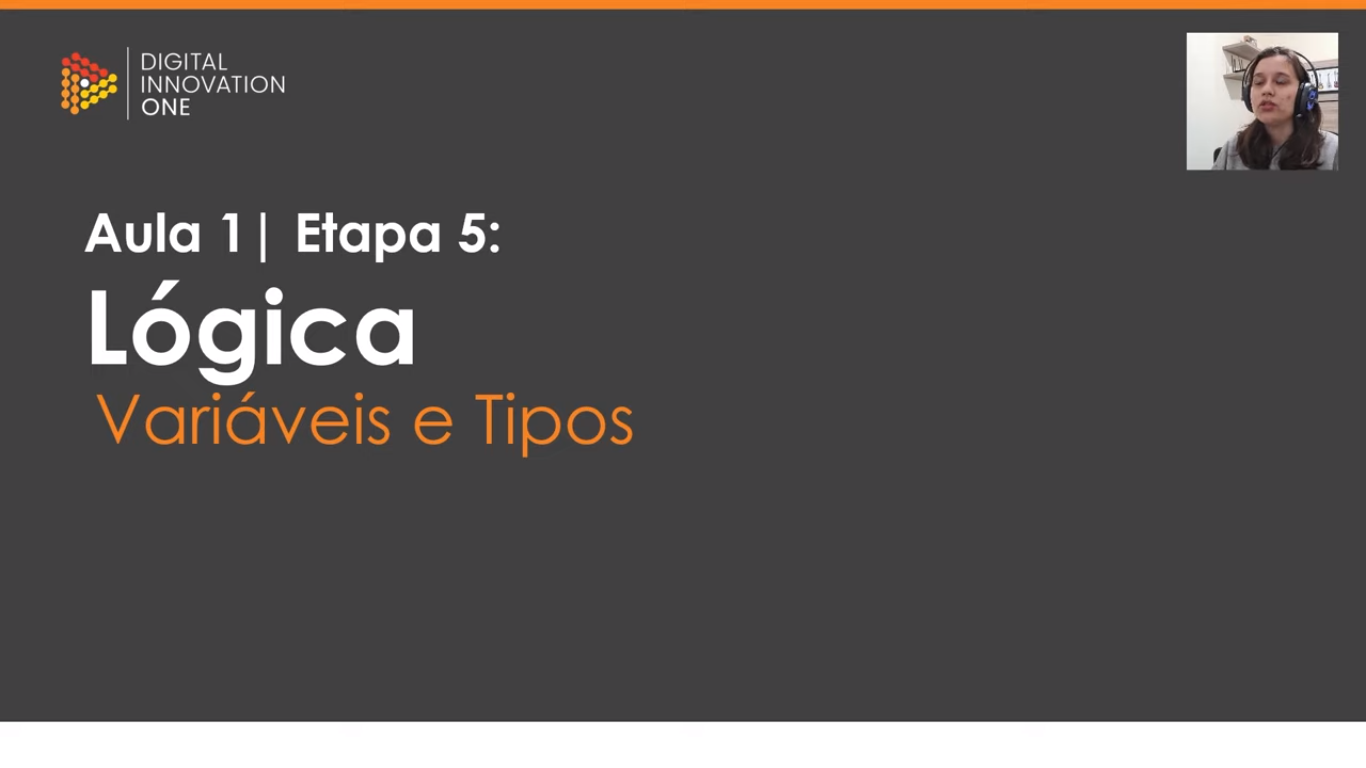 DIGITAL
INNOVATION
ONE
Aula 1| Etapa 5:
Lógica
Variáveis e Tipos